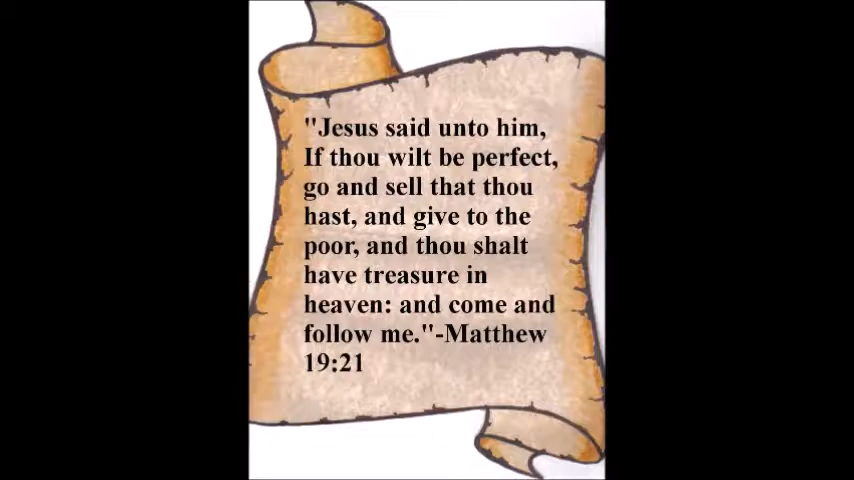 "Jesus said unto him,
If thou wilt be perfect,
go and sell that thou
hast, and give to the
poor, and thou shalt
have treasure in
heaven: and come and
follow me."-Matthew
19:21